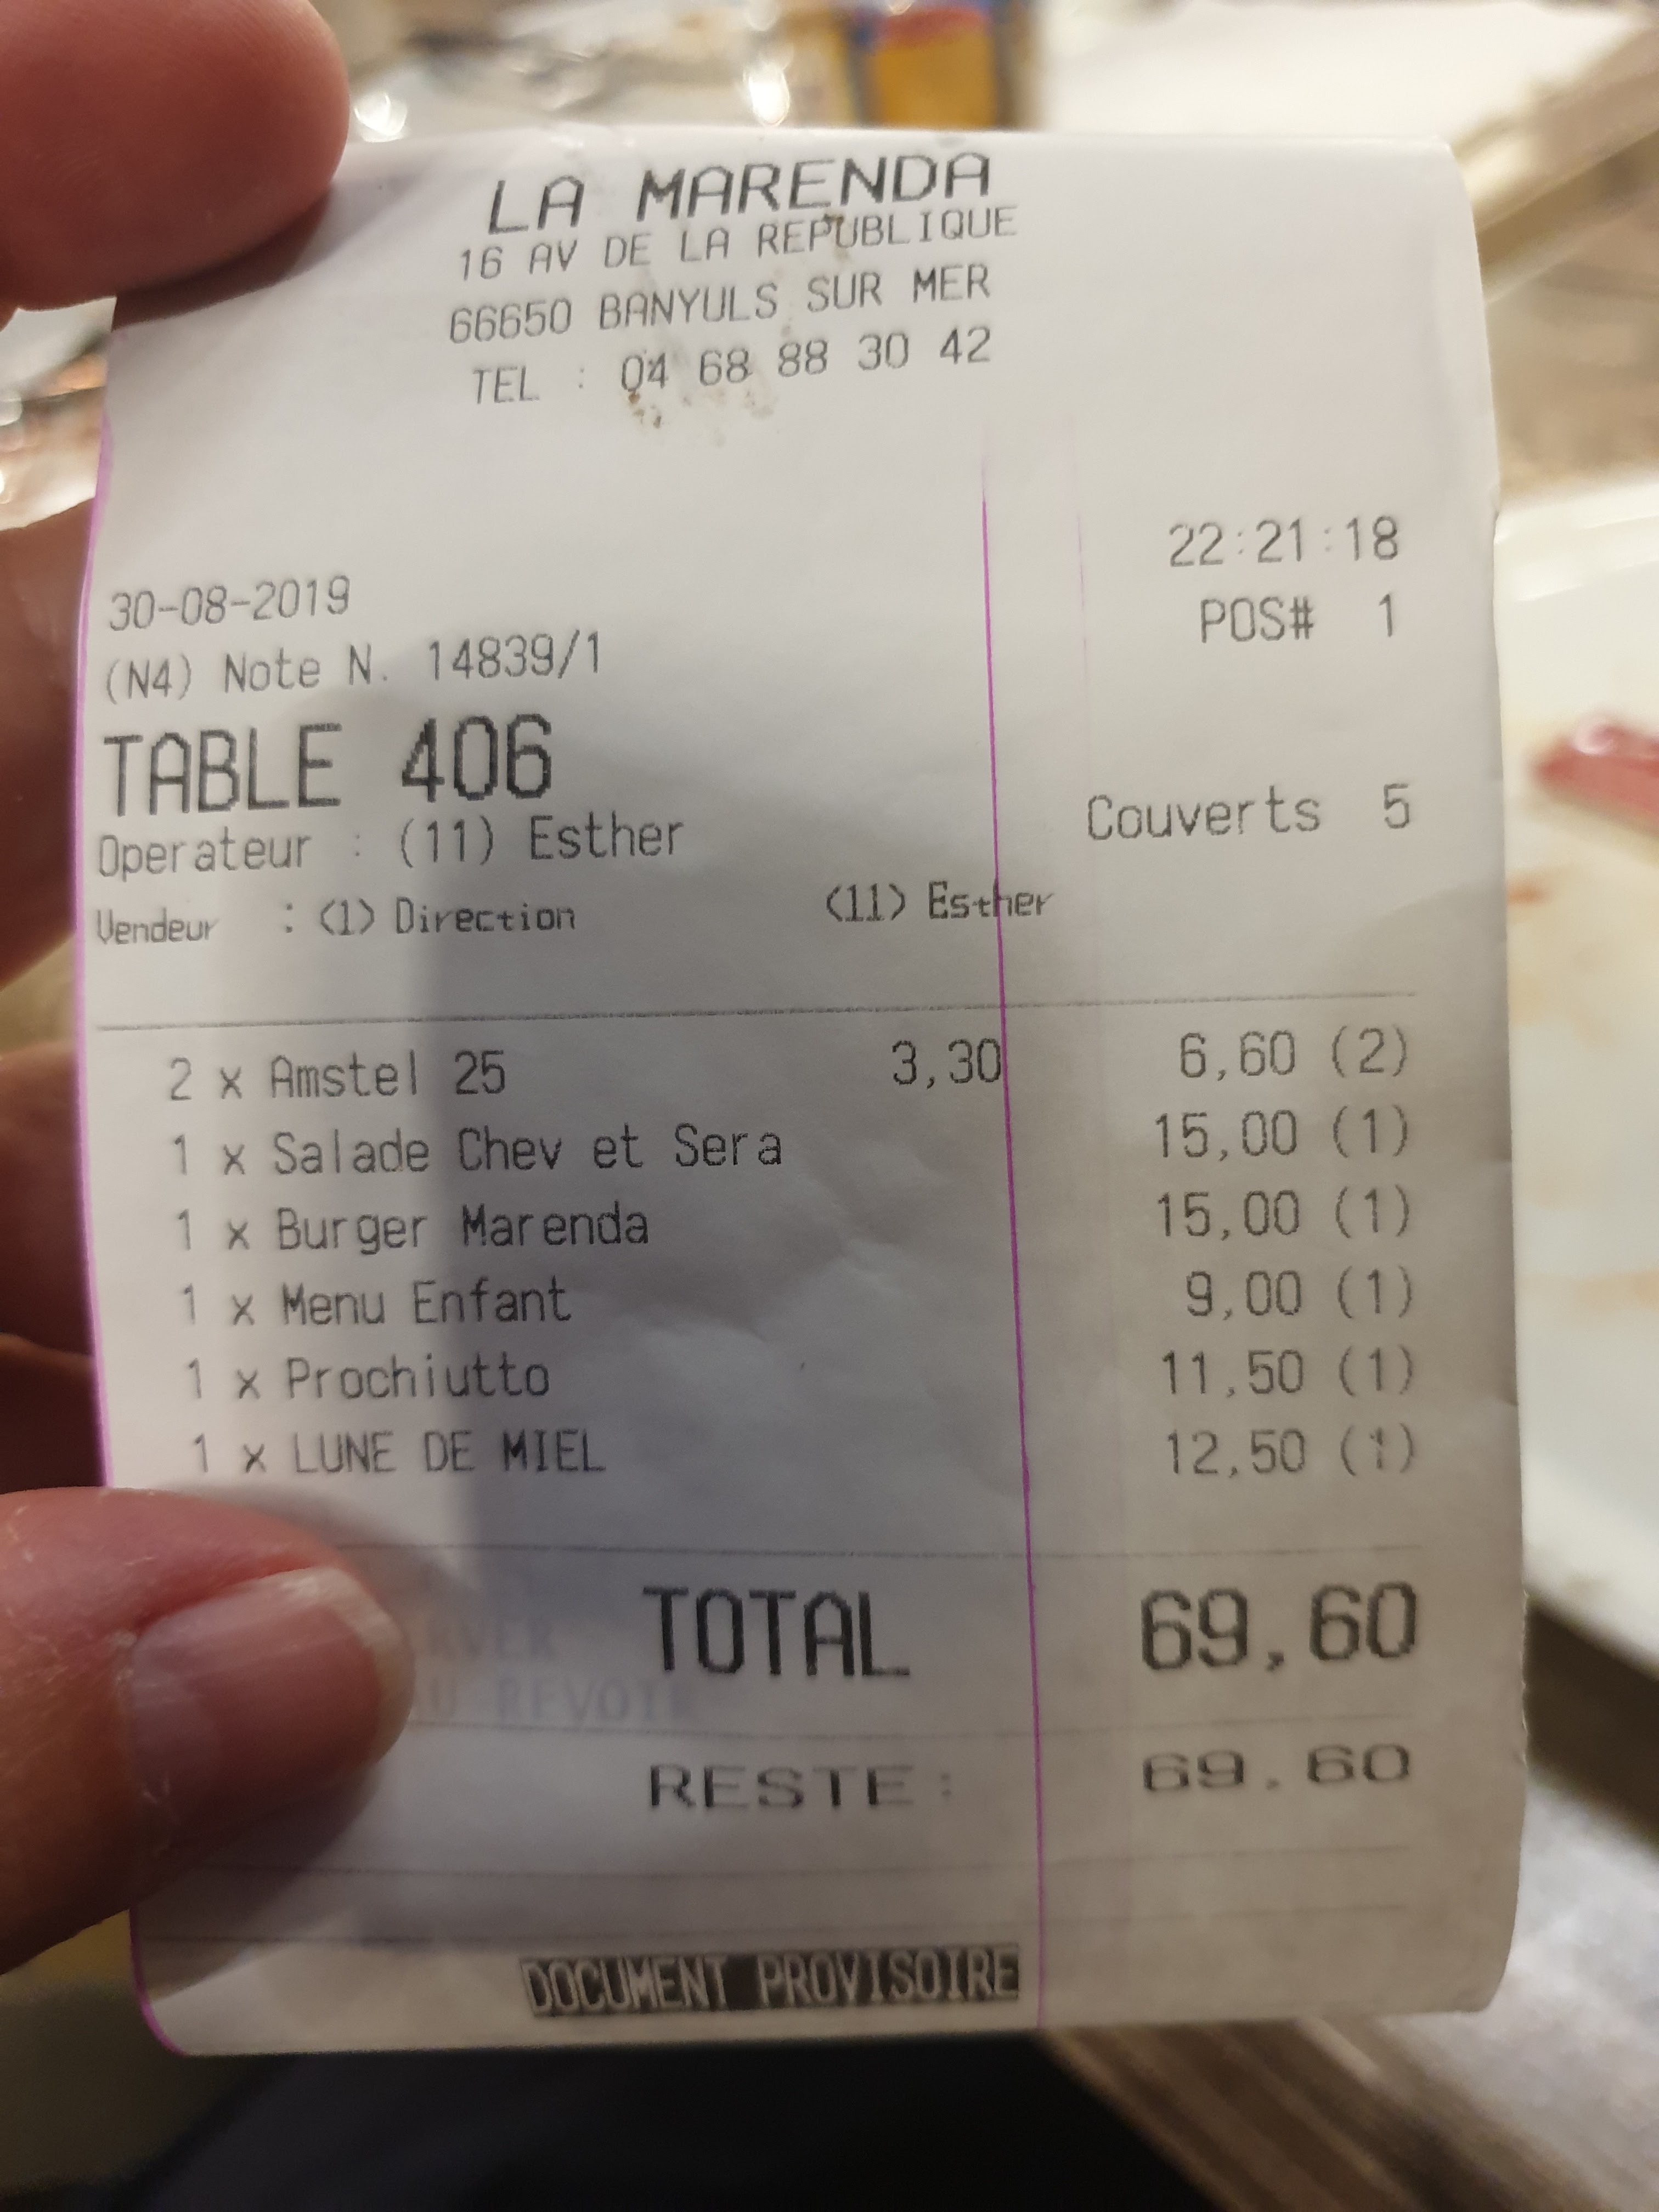 LA MARENDA
16 AV DE LA REPUBLIQUE
66650 BANYULS SUR MER
TEL : 04 68 88 30 42
22:21:18
30-08-2019
POS# 1
(N4) Note N. 14839/1
TABLE 406
Couverts 5
Operateur : (11) Esther
Vendeur : (1) Direction (11) Esther
2 x Amstel 25 3,30 6,60 (2)
1 x Salade Chev et Sera 15,00 (1)
1 x Burger Marenda 15,00 (1)
1 x Menu Enfant 9,00 (1)
1 x Prochiutto 11,50 (1)
1 x LUNE DE MIEL 12,50 (1)
TOTAL 69,60
RESTE: 69.60
DOCUMENT PROVISOIRE